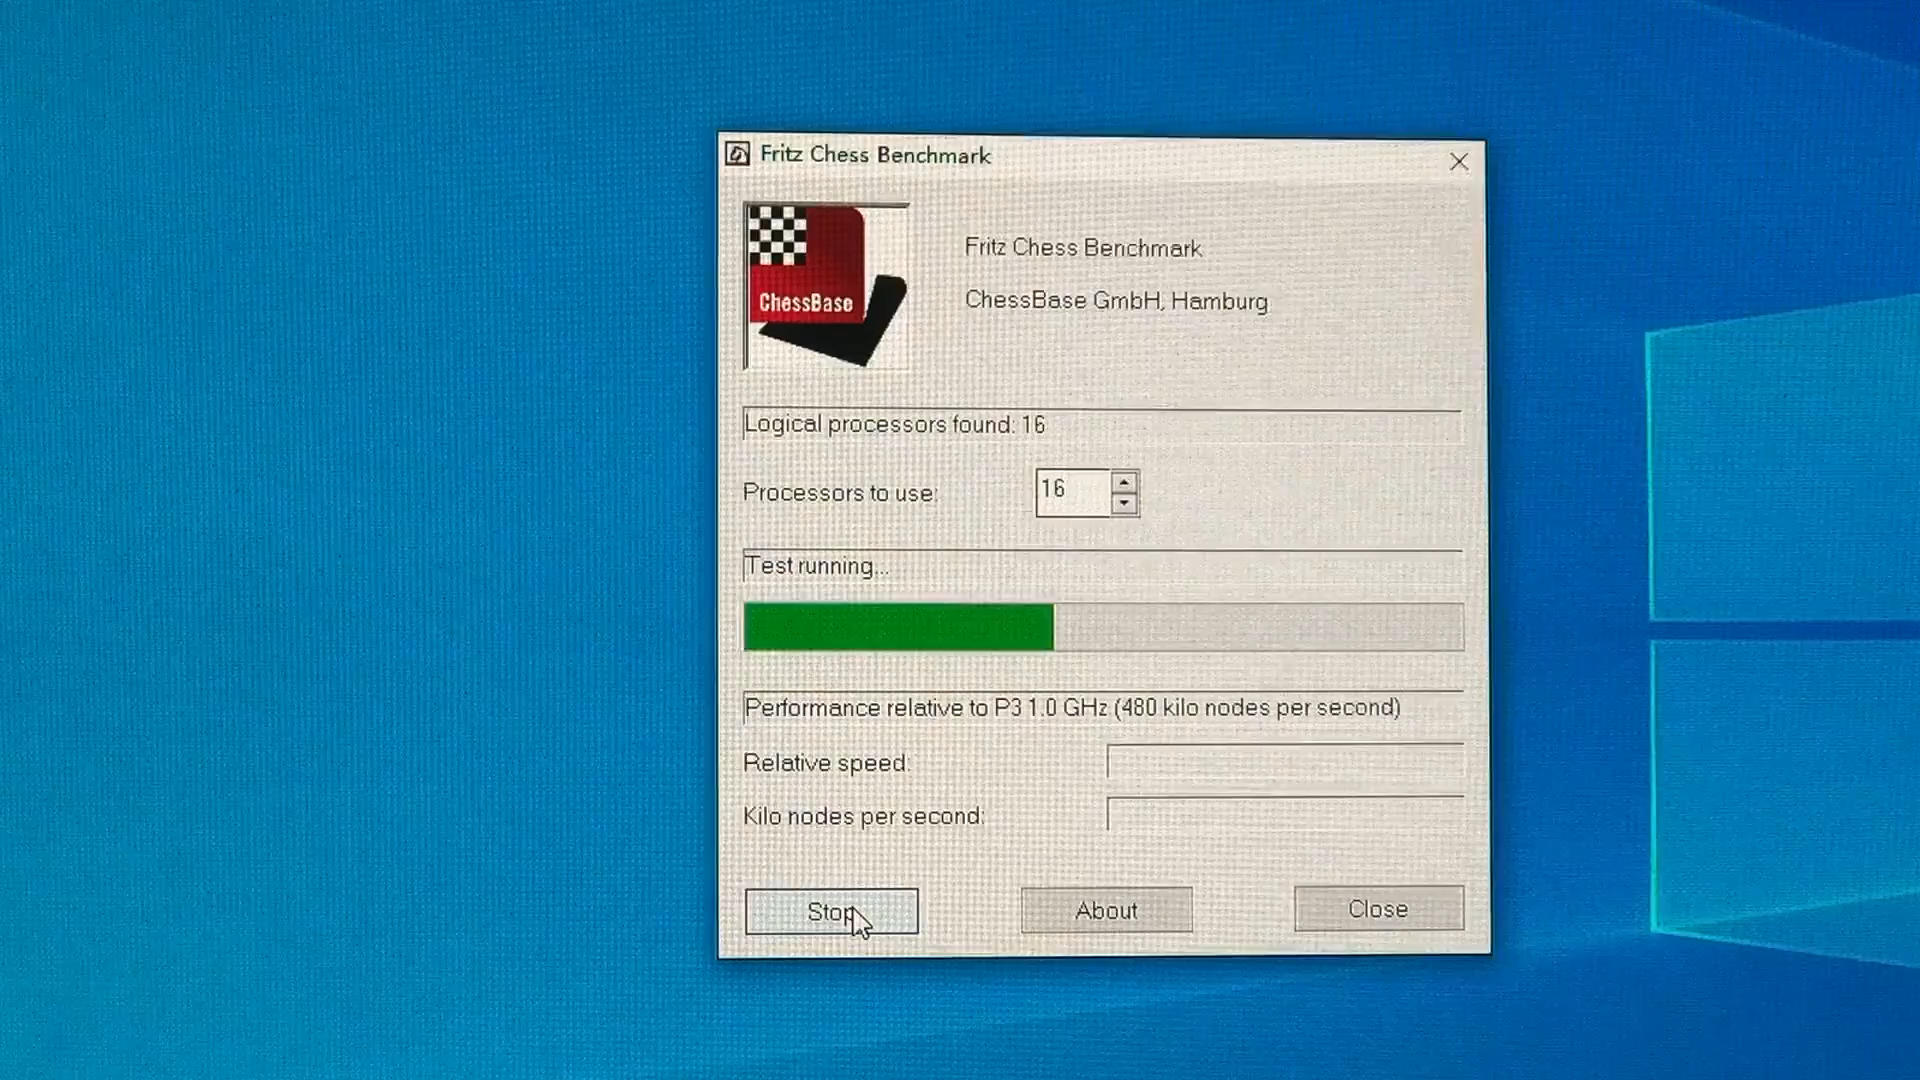 Fritz Chess Benchmark
ChessBase
Fritz Chess Benchmark
ChessBase GmbH, Hamburg
Logical processors found: 16
Processors to use: 16
Test running...
Performance relative to P3 1.0 GHz (480 kilo nodes per second)
Relative speed:
Kilo nodes per second:
Stop About Close